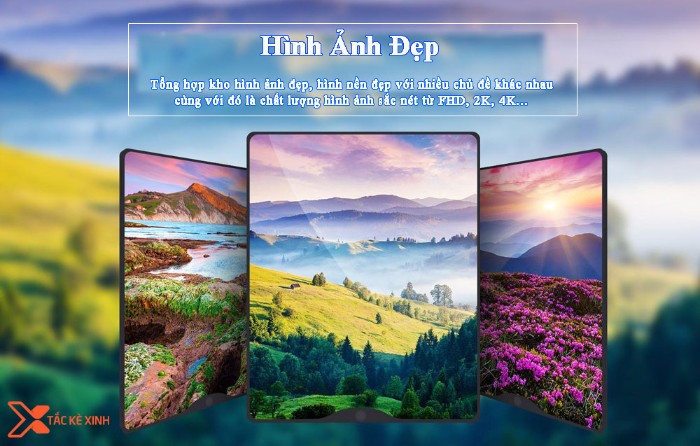 Hình Ảnh Đẹp
Tổng hợp kho hình ảnh đẹp, hình nền đẹp với nhiều chủ đề khác nhau
cùng với đó là chất lượng hình ảnh sắc nét từ FHD, 2K, 4K...
TẮC KÈ XINH